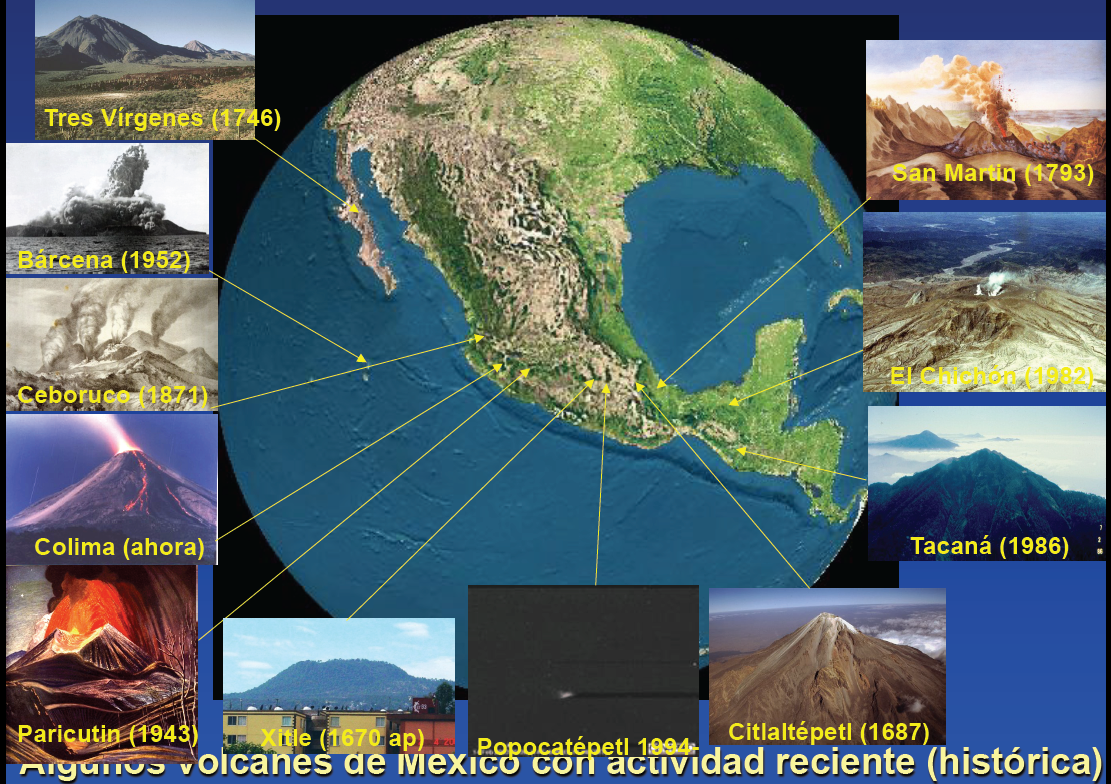 Tres Vírgenes (1746)
San Martin (1793)
Bárcena (1952)
El Chichón (1982)
Ceboruco (1871)
Colima (ahora)
Tacaná (1986)
Paricutin (1943)
Xitle (1670 ap)
Popocatépetl 1994-
Citlaltépetl (1687)
Algunos volcanes de México con actividad reciente (histórica)